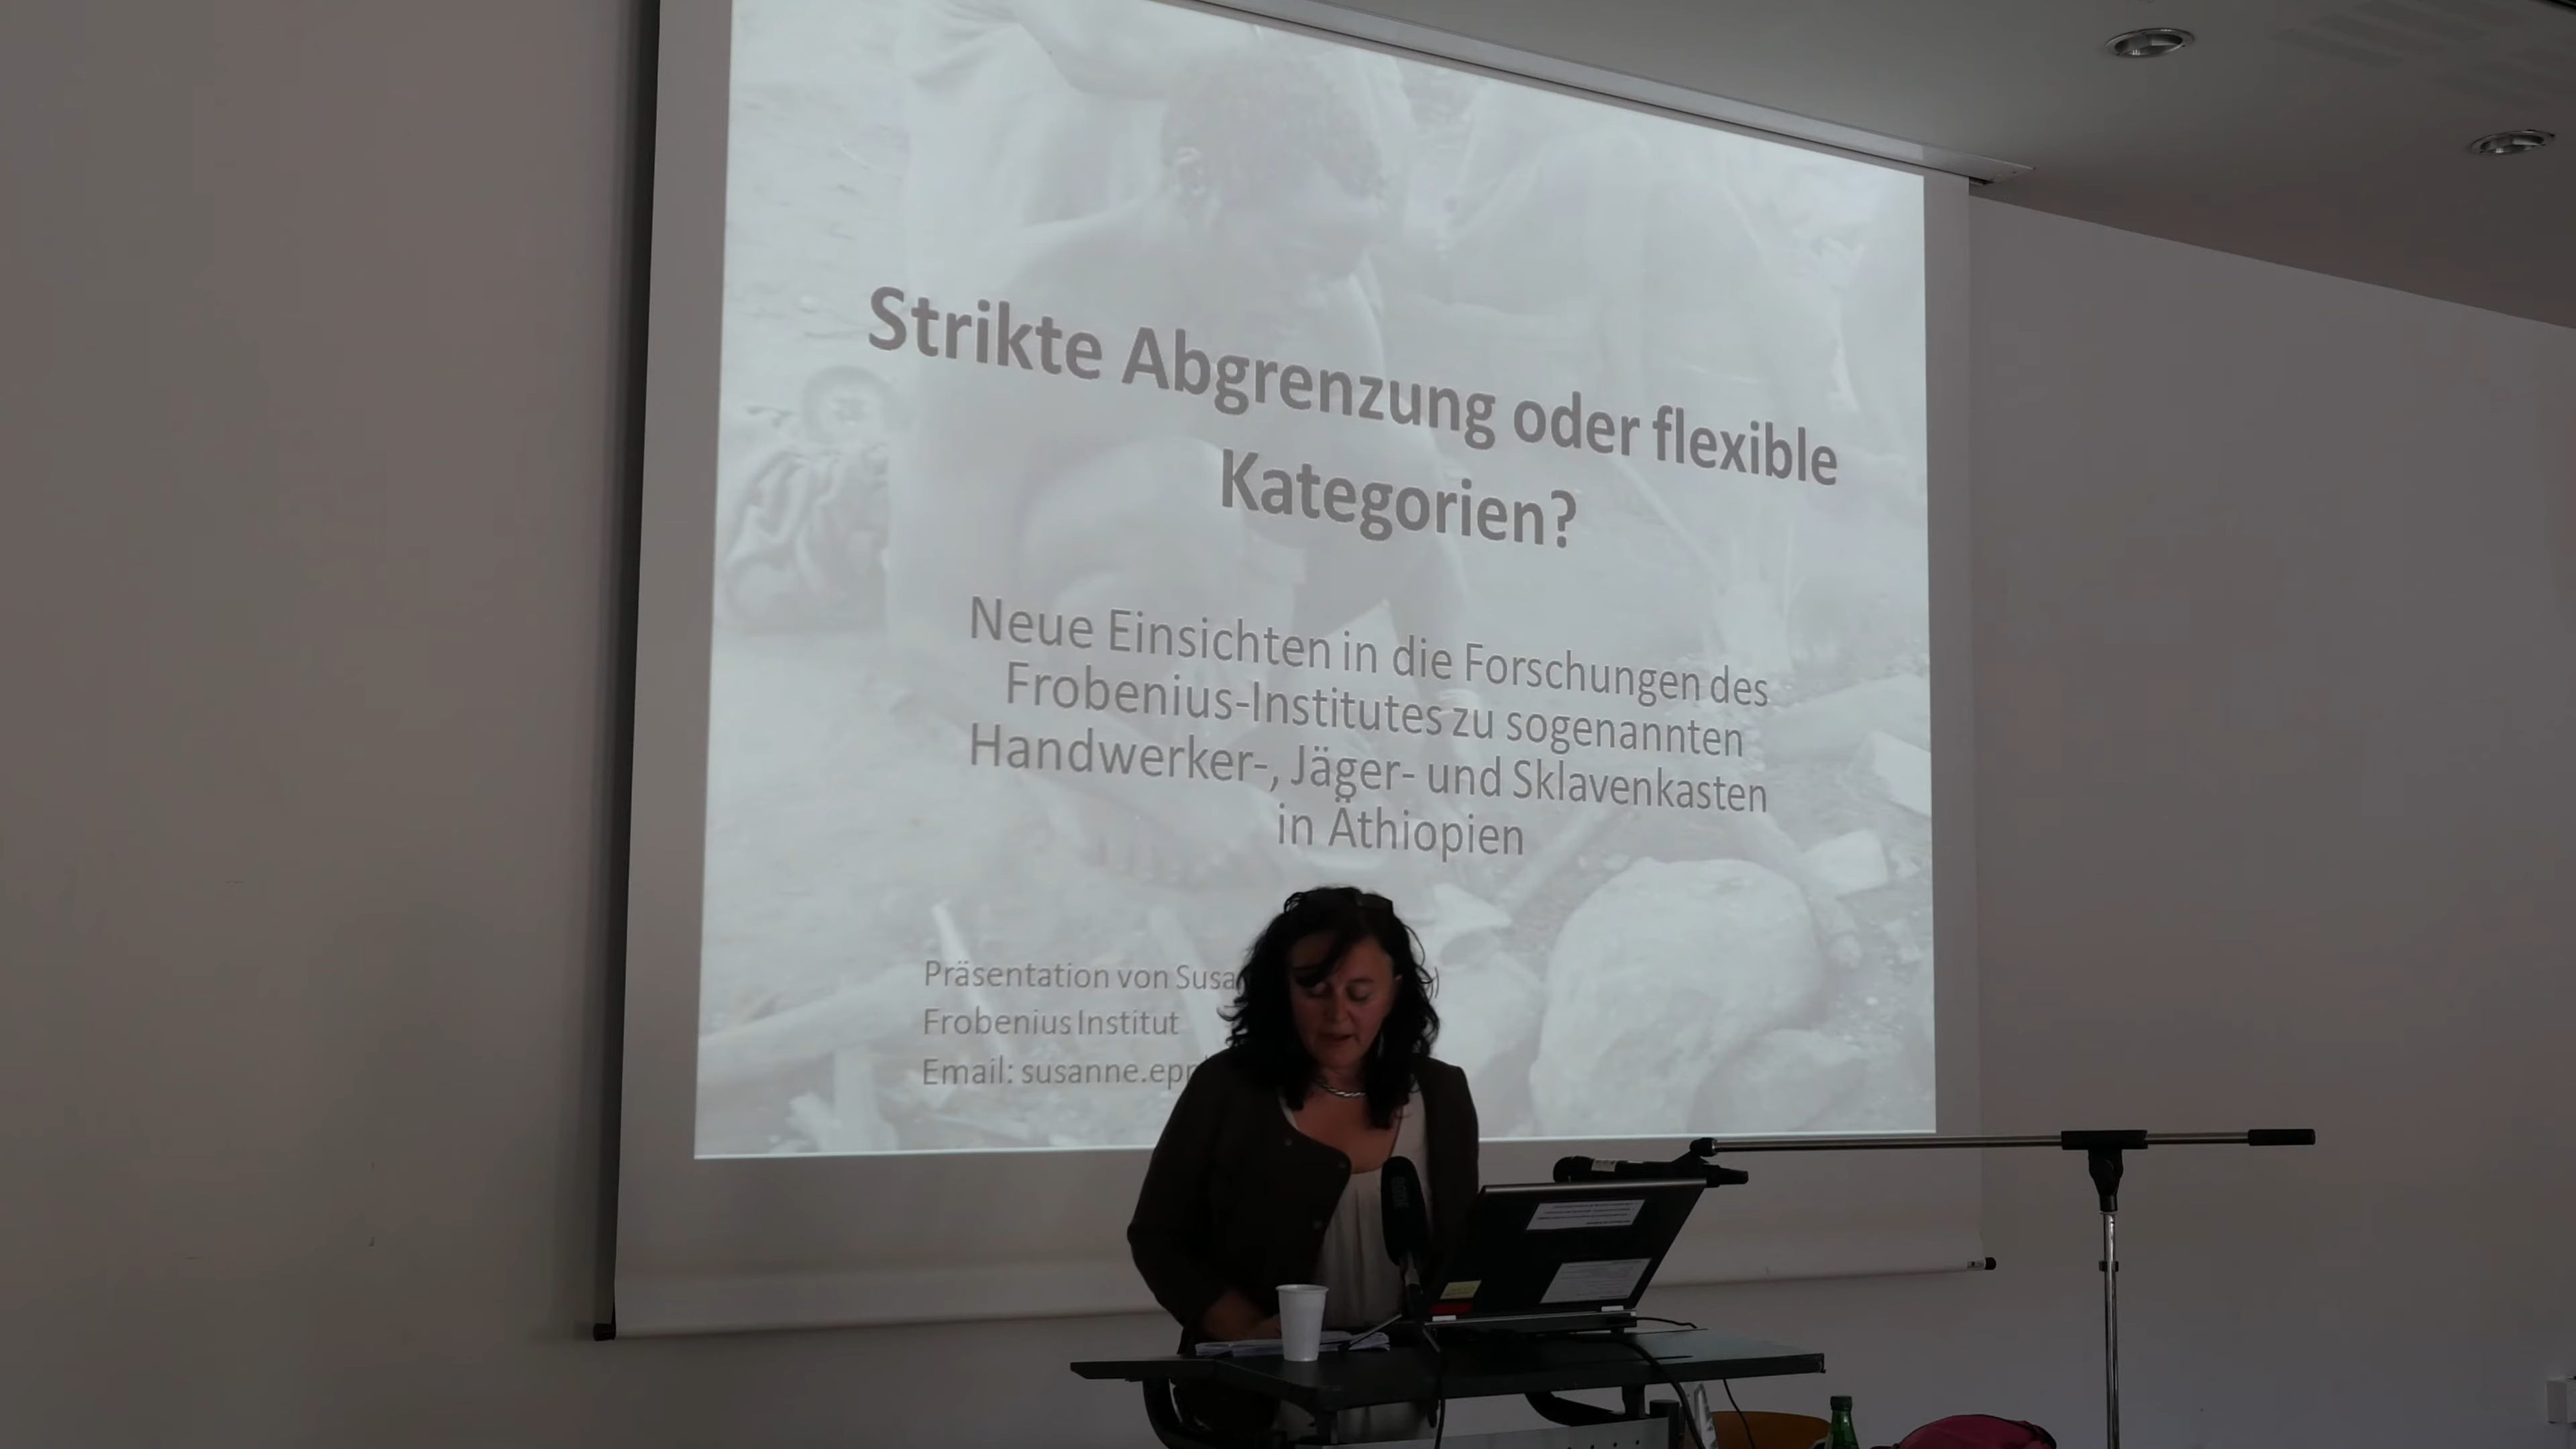 Strikte Abgrenzung oder flexible
Kategorien?
Neue Einsichten in die Forschungen des
Frobenius-Institutes zu sogenannten
Handwerker-, Jäger- und Sklavenkasten
in Äthiopien
Präsentation von
Frobenius Institut
Email: